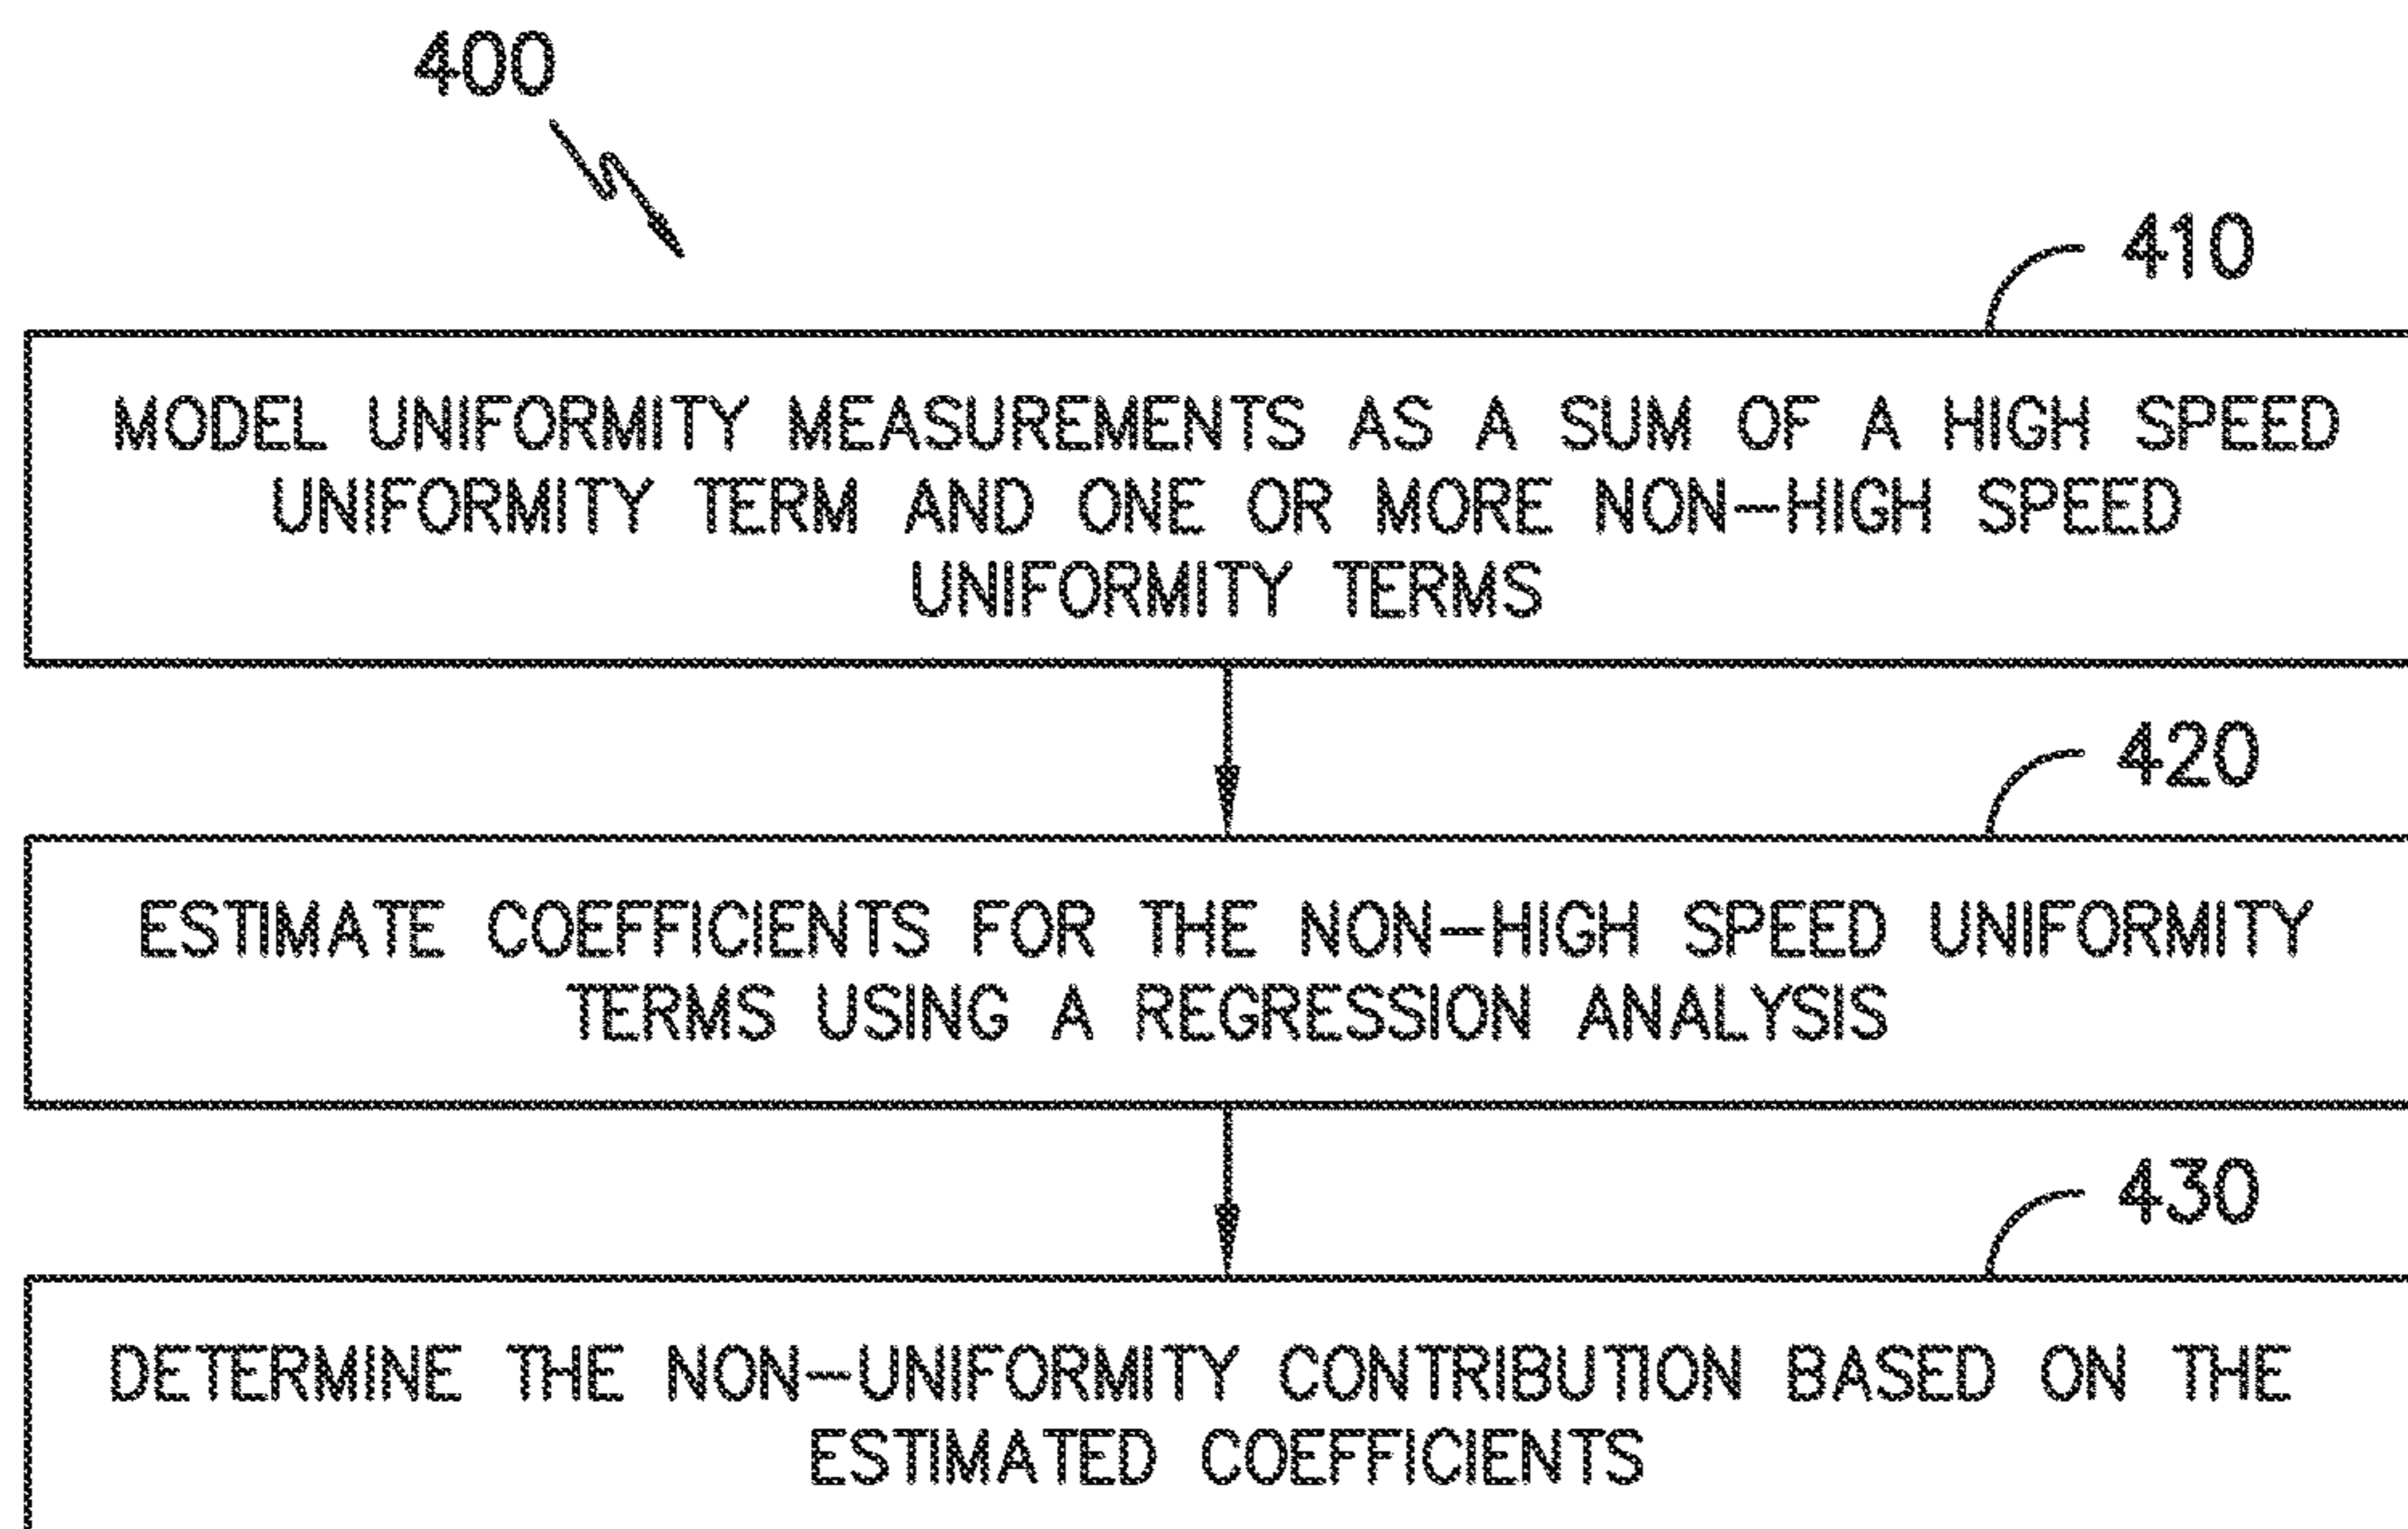 400
410
MODEL UNIFORMITY MEASUREMENTS AS A SUM OF A HIGH SPEED
UNIFORMITY TERM AND ONE OR MORE NON-HIGH SPEED
UNIFORMITY TERMS
420
ESTIMATE COEFFICIENTS FOR THE NON-HIGH SPEED UNIFORMITY
TERMS USING A REGRESSION ANALYSIS
430
DETERMINE THE NON-UNIFORMITY CONTRIBUTION BASED ON THE
ESTIMATED COEFFICIENTS